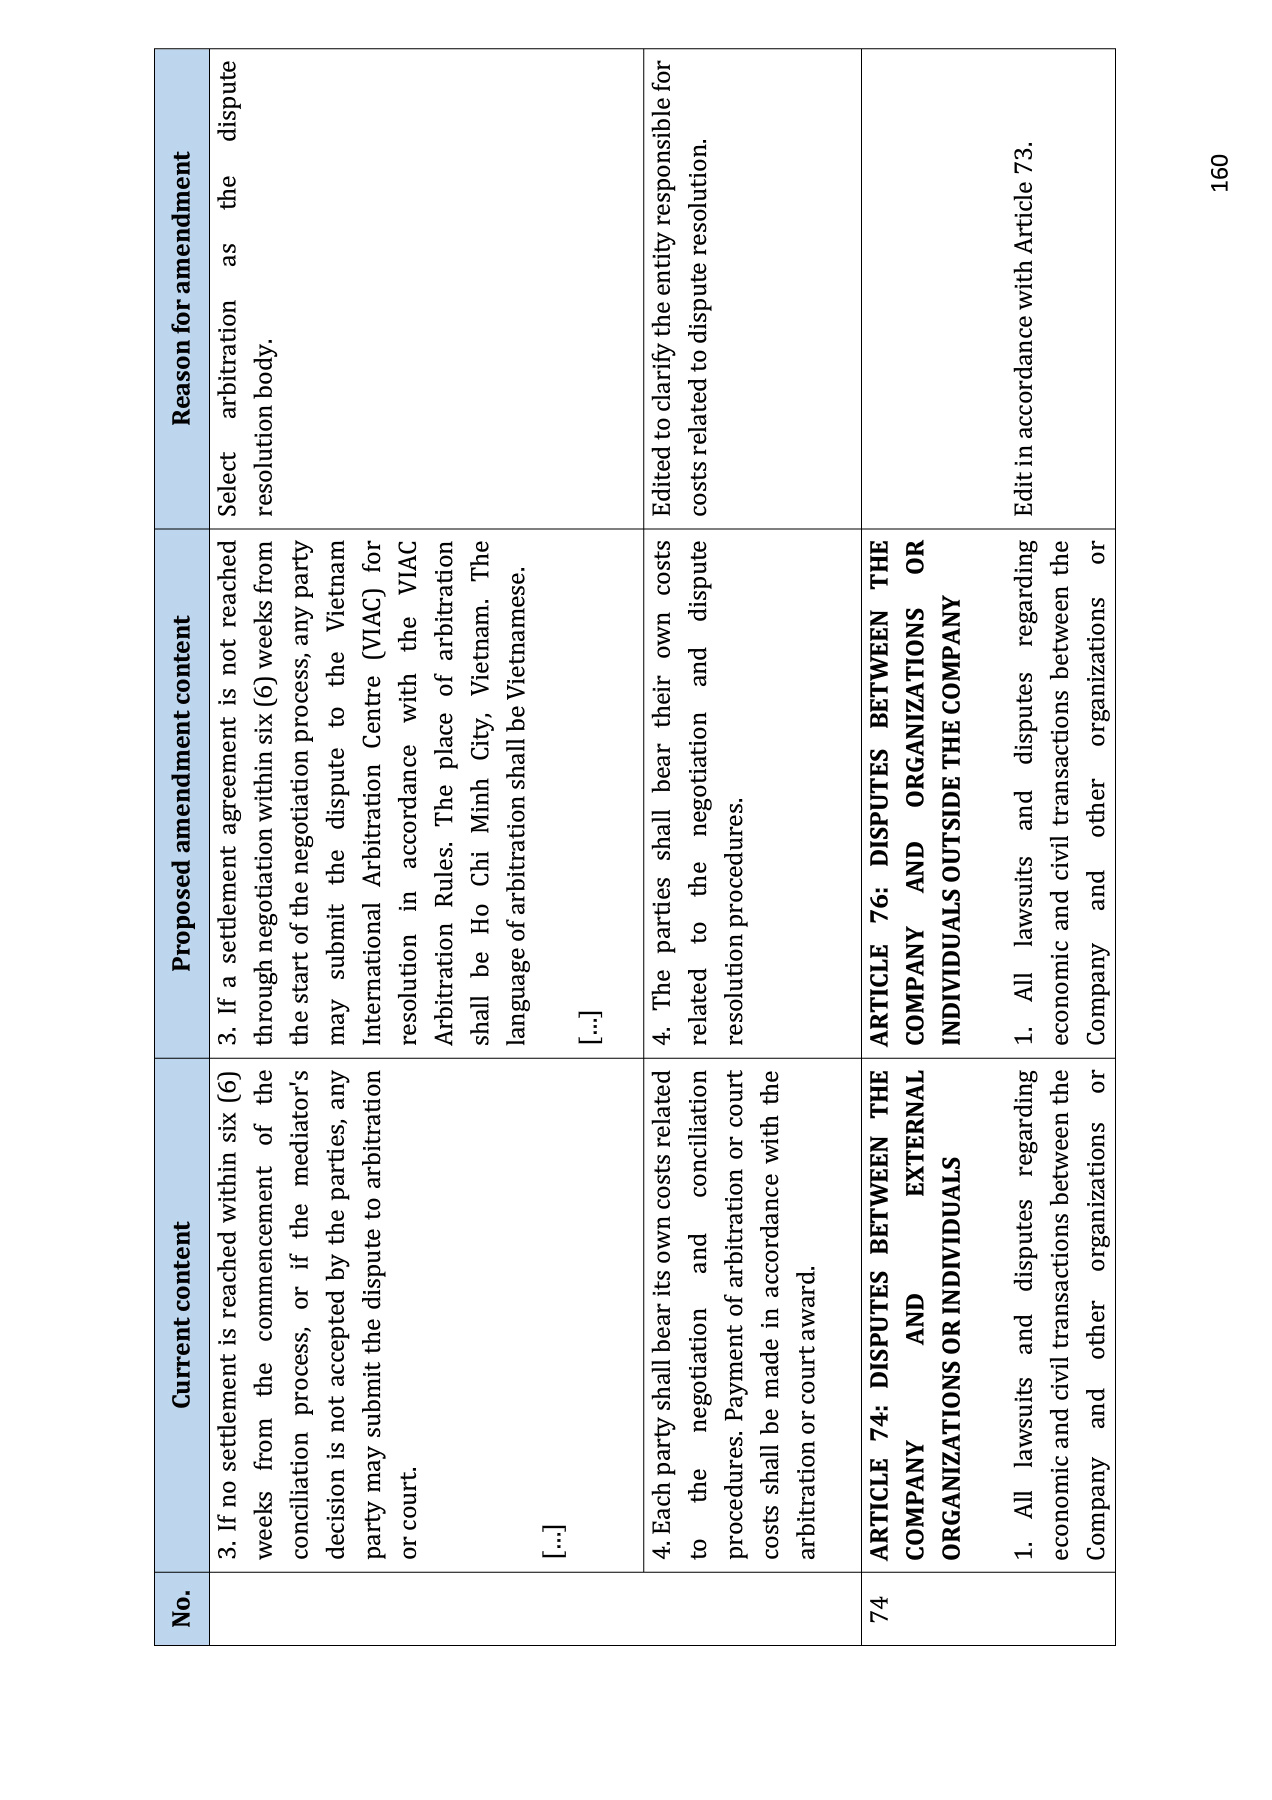 No.
Current content
Proposed amendment content
Reason for amendment
3. If no settlement is reached within six (6)
weeks from the commencement of the
conciliation process, or if the mediator's
decision is not accepted by the parties, any
party may submit the dispute to arbitration
or court.
[...]
3. If a settlement agreement is not reached
through negotiation within six (6) weeks from
the start of the negotiation process, any party
may submit the dispute to the Vietnam
International Arbitration Centre (VIAC) for
resolution in accordance with the VIAC
Arbitration Rules. The place of arbitration
shall be Ho Chi Minh City, Vietnam. The
language of arbitration shall be Vietnamese.
[...]
Select arbitration as the dispute
resolution body.
4. Each party shall bear its own costs related
to the negotiation and conciliation
procedures. Payment of arbitration or court
costs shall be made in accordance with the
arbitration or court award.
4. The parties shall bear their own costs
related to the negotiation and dispute
resolution procedures.
Edited to clarify the entity responsible for
costs related to dispute resolution.
74
ARTICLE 74: DISPUTES BETWEEN THE
COMPANY AND EXTERNAL
ORGANIZATIONS OR INDIVIDUALS
1. All lawsuits and disputes regarding
economic and civil transactions between the
Company and other organizations or
ARTICLE 76: DISPUTES BETWEEN THE
COMPANY AND ORGANIZATIONS OR
INDIVIDUALS OUTSIDE THE COMPANY
1. All lawsuits and disputes regarding
economic and civil transactions between the
Company and other organizations or
Edit in accordance with Article 73.
160